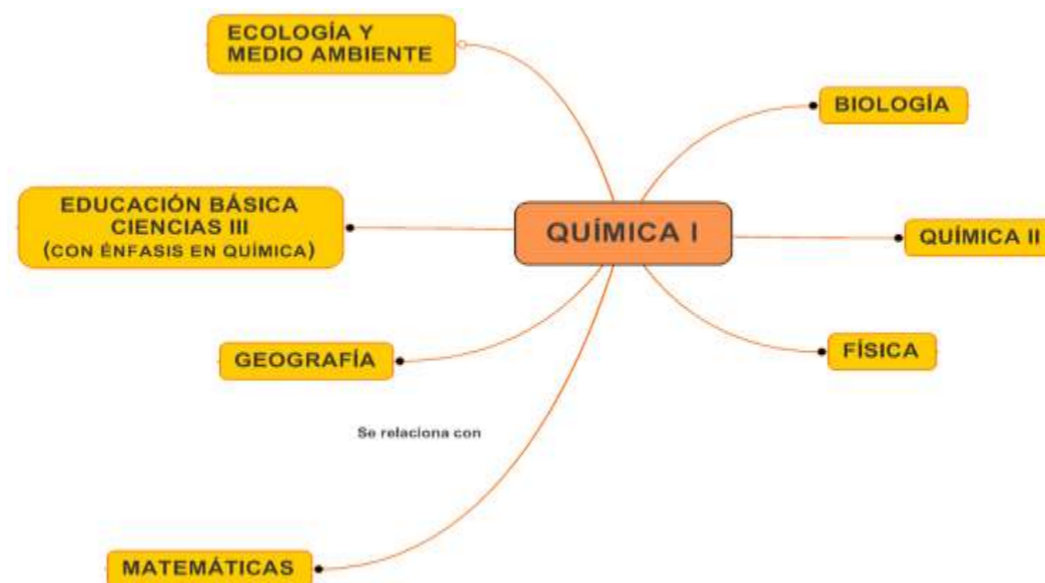 ECOLOGÍA Y
MEDIO AMBIENTE
BIOLOGÍA
EDUCACIÓN BÁSICA
CIENCIAS III
(CON ÉNFASIS EN QUÍMICA)
QUÍMICA I
QUÍMICA II
GEOGRAFÍA
FÍSICA
Se relaciona con
MATEMÁTICAS